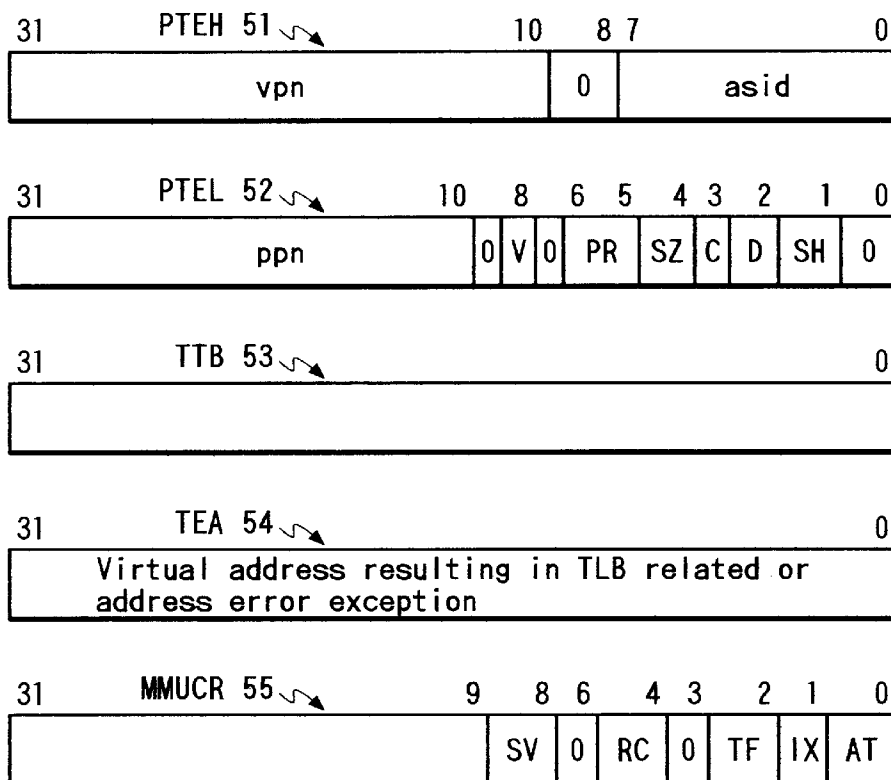 31 PTEH 51 10 8 7 0
vpn 0 asid
31 PTEL 52 10 8 6 5 4 3 2 1 0
ppn 0 V 0 PR SZ C D SH 0
31 TTB 53 0
31 TEA 54 0
Virtual address resulting in TLB related or
address error exception
31 MMUCR 55 9 8 6 4 3 2 1 0
SV 0 RC 0 TF IX AT